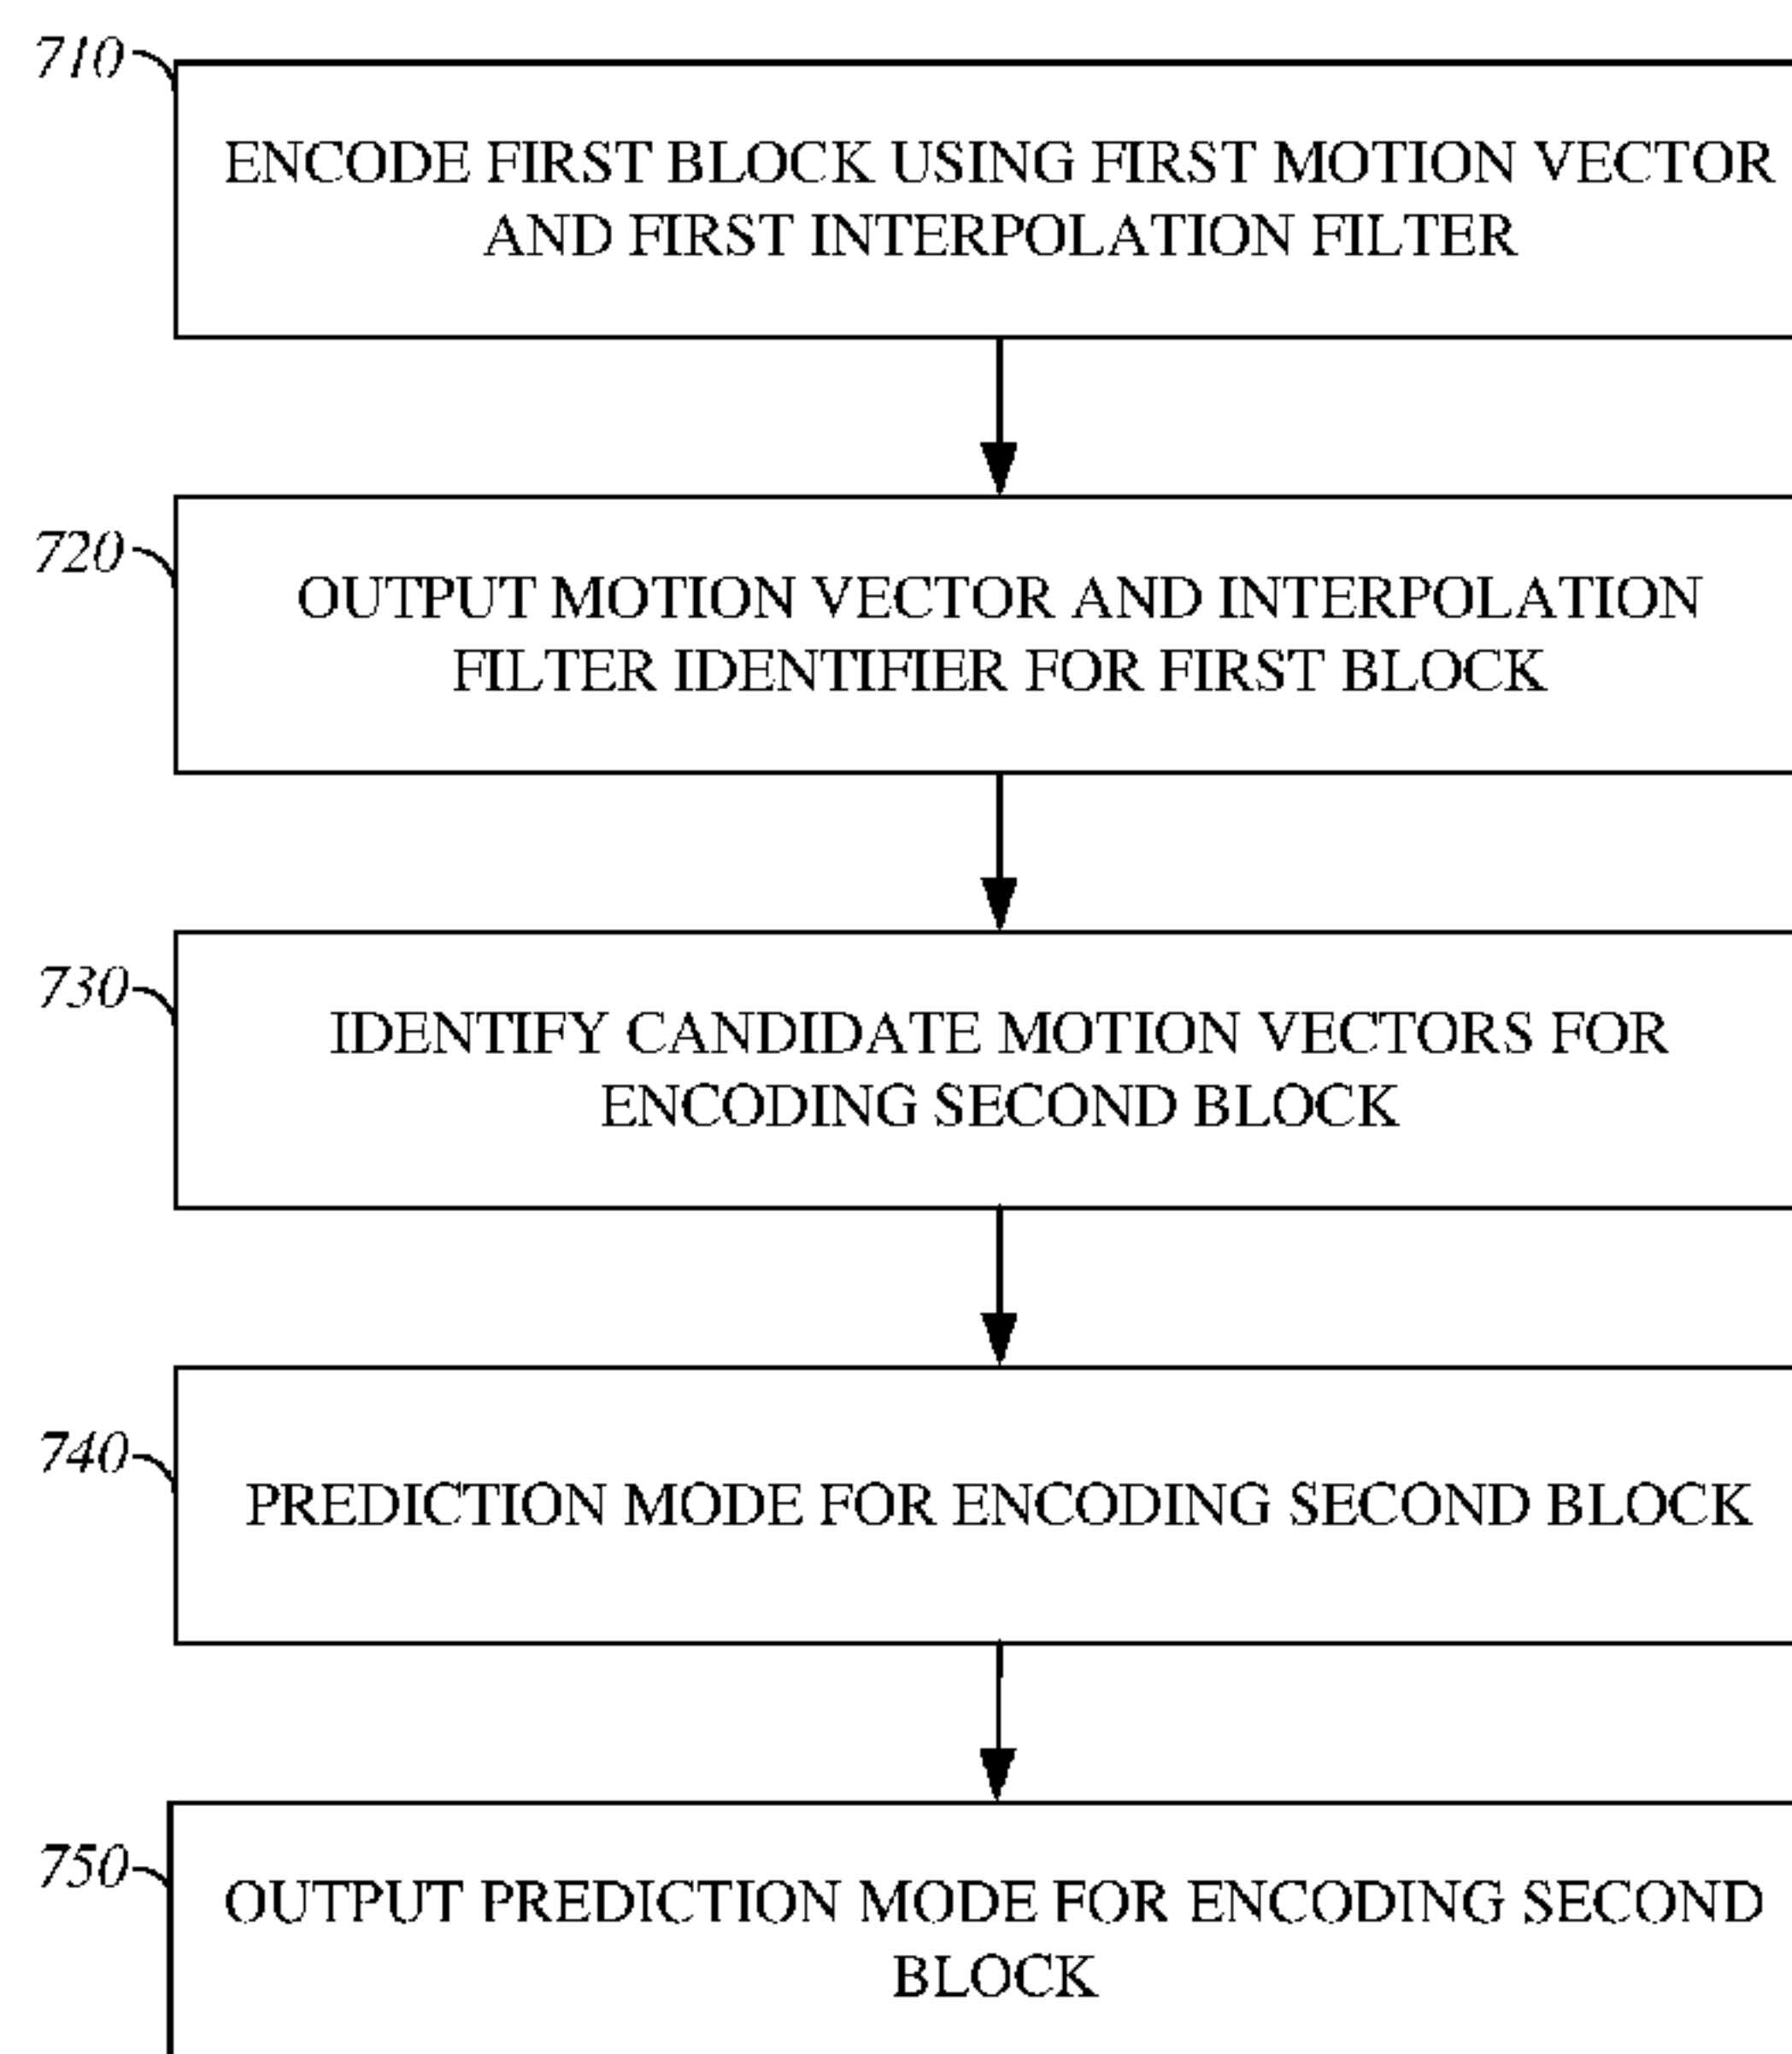 710
ENCODE FIRST BLOCK USING FIRST MOTION VECTOR
AND FIRST INTERPOLATION FILTER
720
OUTPUT MOTION VECTOR AND INTERPOLATION
FILTER IDENTIFIER FOR FIRST BLOCK
730
IDENTIFY CANDIDATE MOTION VECTORS FOR
ENCODING SECOND BLOCK
740
PREDICTION MODE FOR ENCODING SECOND BLOCK
750
OUTPUT PREDICTION MODE FOR ENCODING SECOND
BLOCK